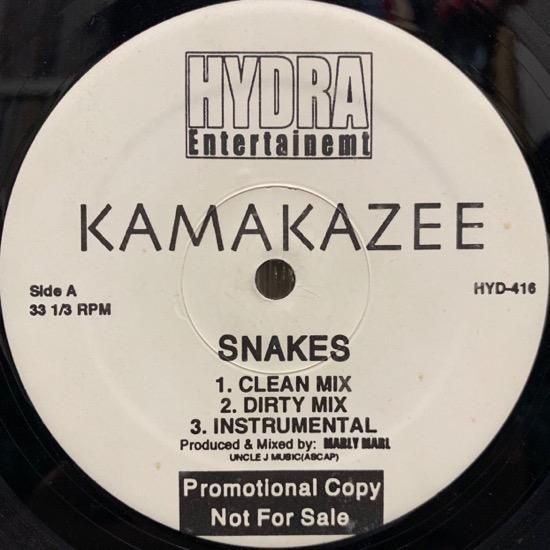 HYDRA
Entertainemt
KAMAKAZEE
Side A
33 1/3 RPM
HYD-416
SNAKES
1. CLEAN MIX
2. DIRTY MIX
3. INSTRUMENTAL
Produced & Mixed by: MARLY MARL
UNCLE J MUSIC(ASCAP)
Promotional Copy
Not For Sale